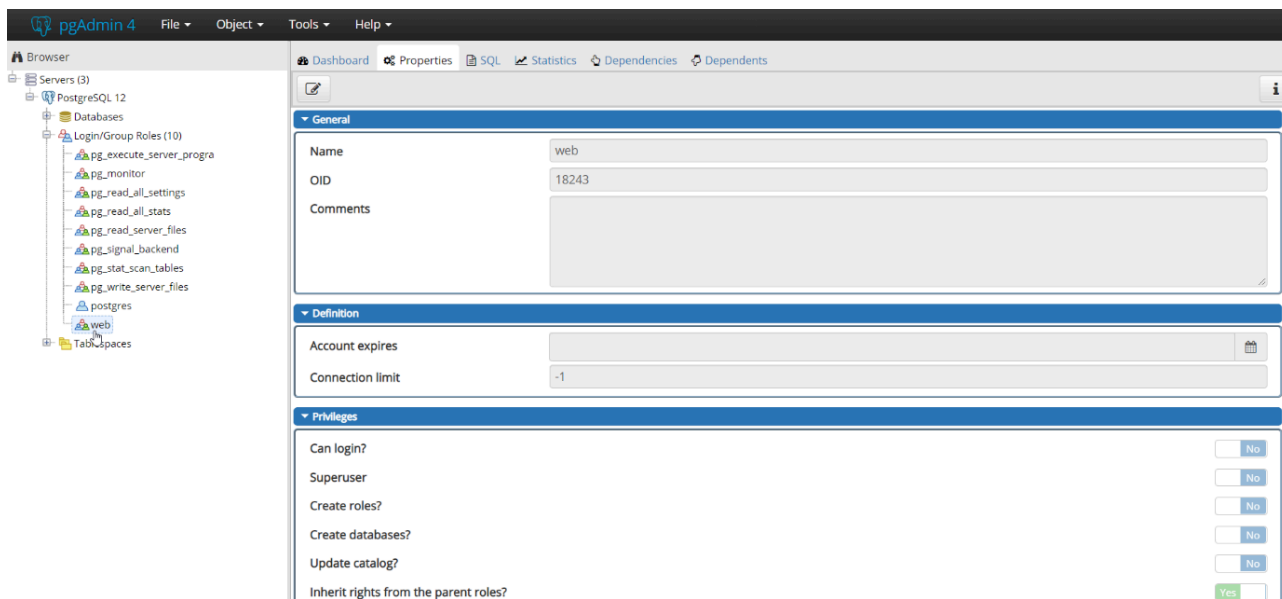 pgAdmin 4 File Object Tools Help
Browser
Servers (3)
PostgreSQL 12
Databases
Login/Group Roles (10)
pg_execute_server_progra
pg_monitor
pg_read_all_settings
pg_read_all_stats
pg_read_server_files
pg_signal_backend
pg_stat_scan_tables
pg_write_server_files
postgres
web
Tablespaces
Dashboard Properties SQL Statistics Dependencies Dependents
i
General
Name web
OID 18243
Comments
Definition
Account expires
Connection limit -1
Privileges
Can login? No
Superuser No
Create roles? No
Create databases? No
Update catalog? No
Inherit rights from the parent roles? Yes